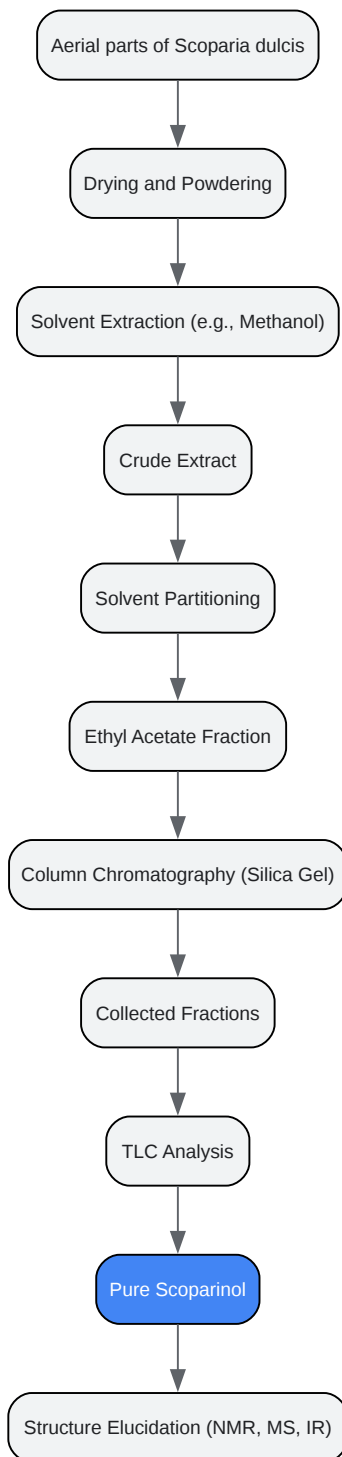 Aerial parts of Scoparia dulcis
Drying and Powdering
Solvent Extraction (e.g., Methanol)
Crude Extract
Solvent Partitioning
Ethyl Acetate Fraction
Column Chromatography (Silica Gel)
Collected Fractions
TLC Analysis
Pure Scoparinol
Structure Elucidation (NMR, MS, IR)